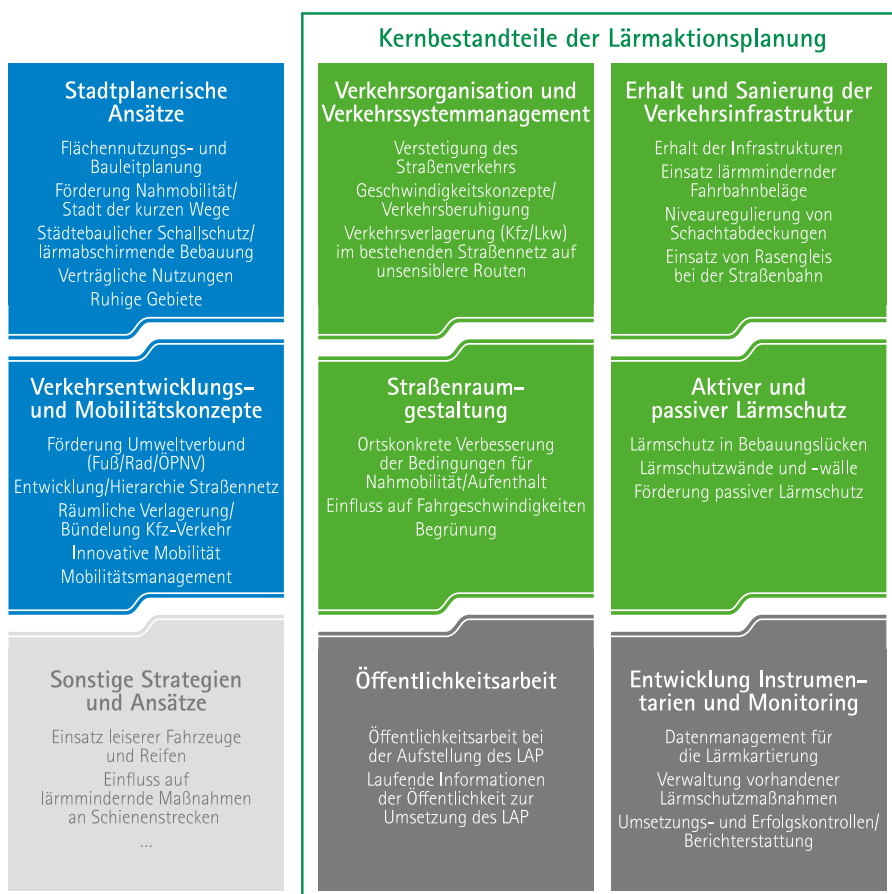 Kernbestandteile der Lärmaktionsplanung
Stadtplanerische
Ansätze
Flächennutzungs- und
Bauleitplanung
Förderung Nahmobilität/
Stadt der kurzen Wege
Städtebaulicher Schallschutz/
lärmabschirmende Bebauung
Verträgliche Nutzungen
Ruhige Gebiete
Verkehrsorganisation und
Verkehrssystemmanagement
Verstetigung des
Straßenverkehrs
Geschwindigkeitskonzepte/
Verkehrsberuhigung
Verkehrsverlagerung (Kfz/Lkw)
im bestehenden Straßennetz auf
unsensiblere Routen
Erhalt und Sanierung der
Verkehrsinfrastruktur
Erhalt der Infrastrukturen
Einsatz lärmmindernder
Fahrbahnbeläge
Niveauregulierung von
Schachtabdeckungen
Einsatz von Rasengleis
bei der Straßenbahn
Verkehrsentwicklungs-
und Mobilitätskonzepte
Förderung Umweltverbund
(Fuß/Rad/ÖPNV)
Entwicklung/Hierarchie Straßennetz
Räumliche Verlagerung/
Bündelung Kfz-Verkehr
Innovative Mobilität
Mobilitätsmanagement
Straßenraum-
gestaltung
Ortskonkrete Verbesserung
der Bedingungen für
Nahmobilität/Aufenthalt
Einfluss auf Fahrgeschwindigkeiten
Begrünung
Aktiver und
passiver Lärmschutz
Lärmschutz in Bebauungslücken
Lärmschutzwände und -wälle
Förderung passiver Lärmschutz
Sonstige Strategien
und Ansätze
Einsatz leiserer Fahrzeuge
und Reifen
Einfluss auf
lärmmindernde Maßnahmen
an Schienenstrecken
...
Öffentlichkeitsarbeit
Öffentlichkeitsarbeit bei
der Aufstellung des LAP
Laufende Informationen
der Öffentlichkeit zur
Umsetzung des LAP
Entwicklung Instrumen-
tarien und Monitoring
Datenmanagement für
die Lärmkartierung
Verwaltung vorhandener
Lärmschutzmaßnahmen
Umsetzungs- und Erfolgskontrollen/
Berichterstattung